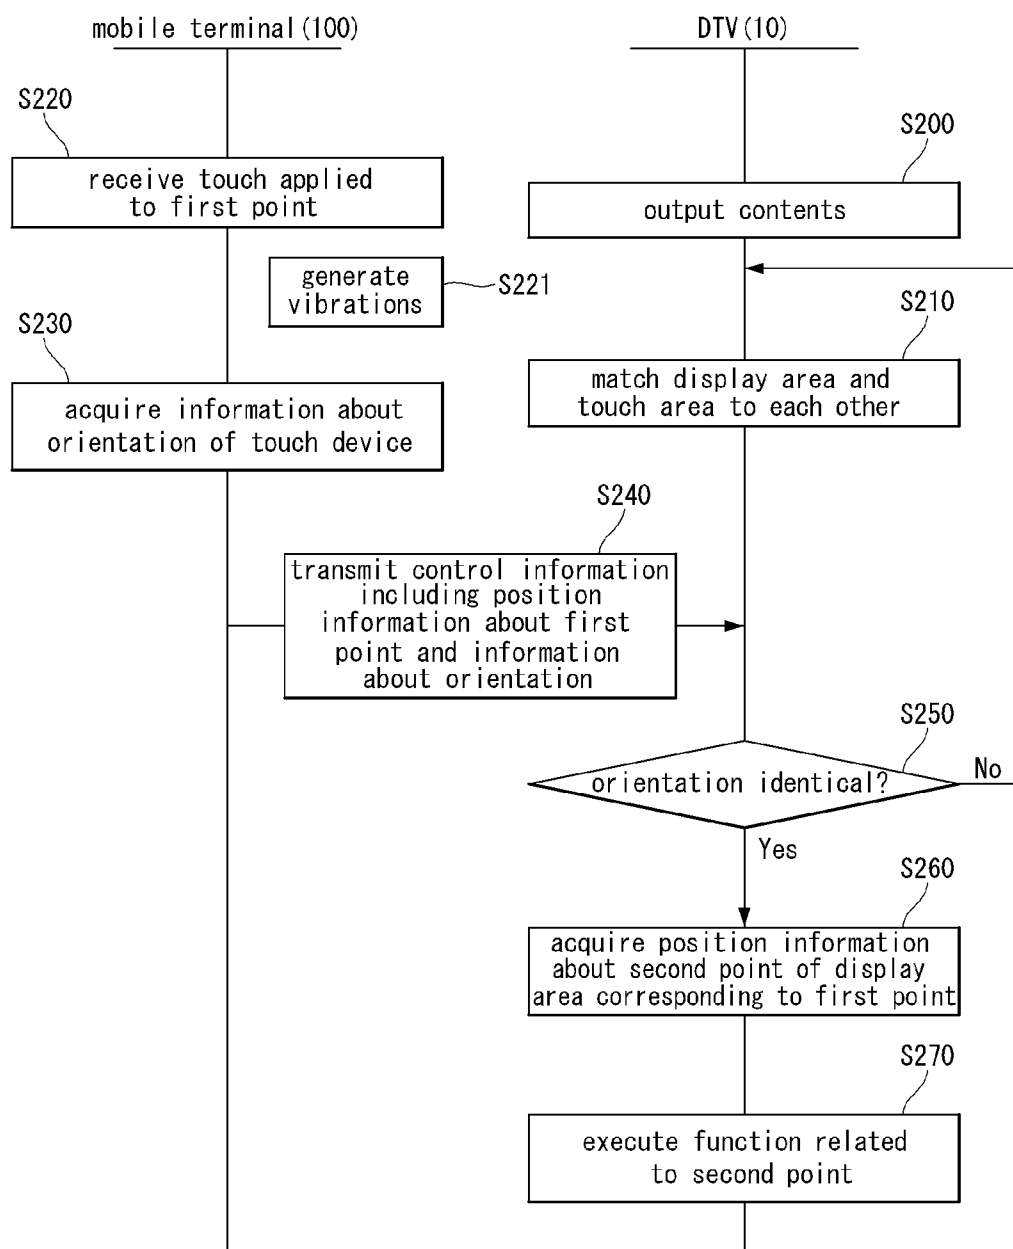 mobile terminal(100)
DTV(10)
S220
S200
receive touch applied
to first point
output contents
generate
vibrations
S221
S230
S210
acquire information about
orientation of touch device
match display area and
touch area to each other
S240
transmit control information
including position
information about first
point and information
about orientation
S250
orientation identical?
No
Yes
S260
acquire position information
about second point of display
area corresponding to first point
S270
execute function related
to second point